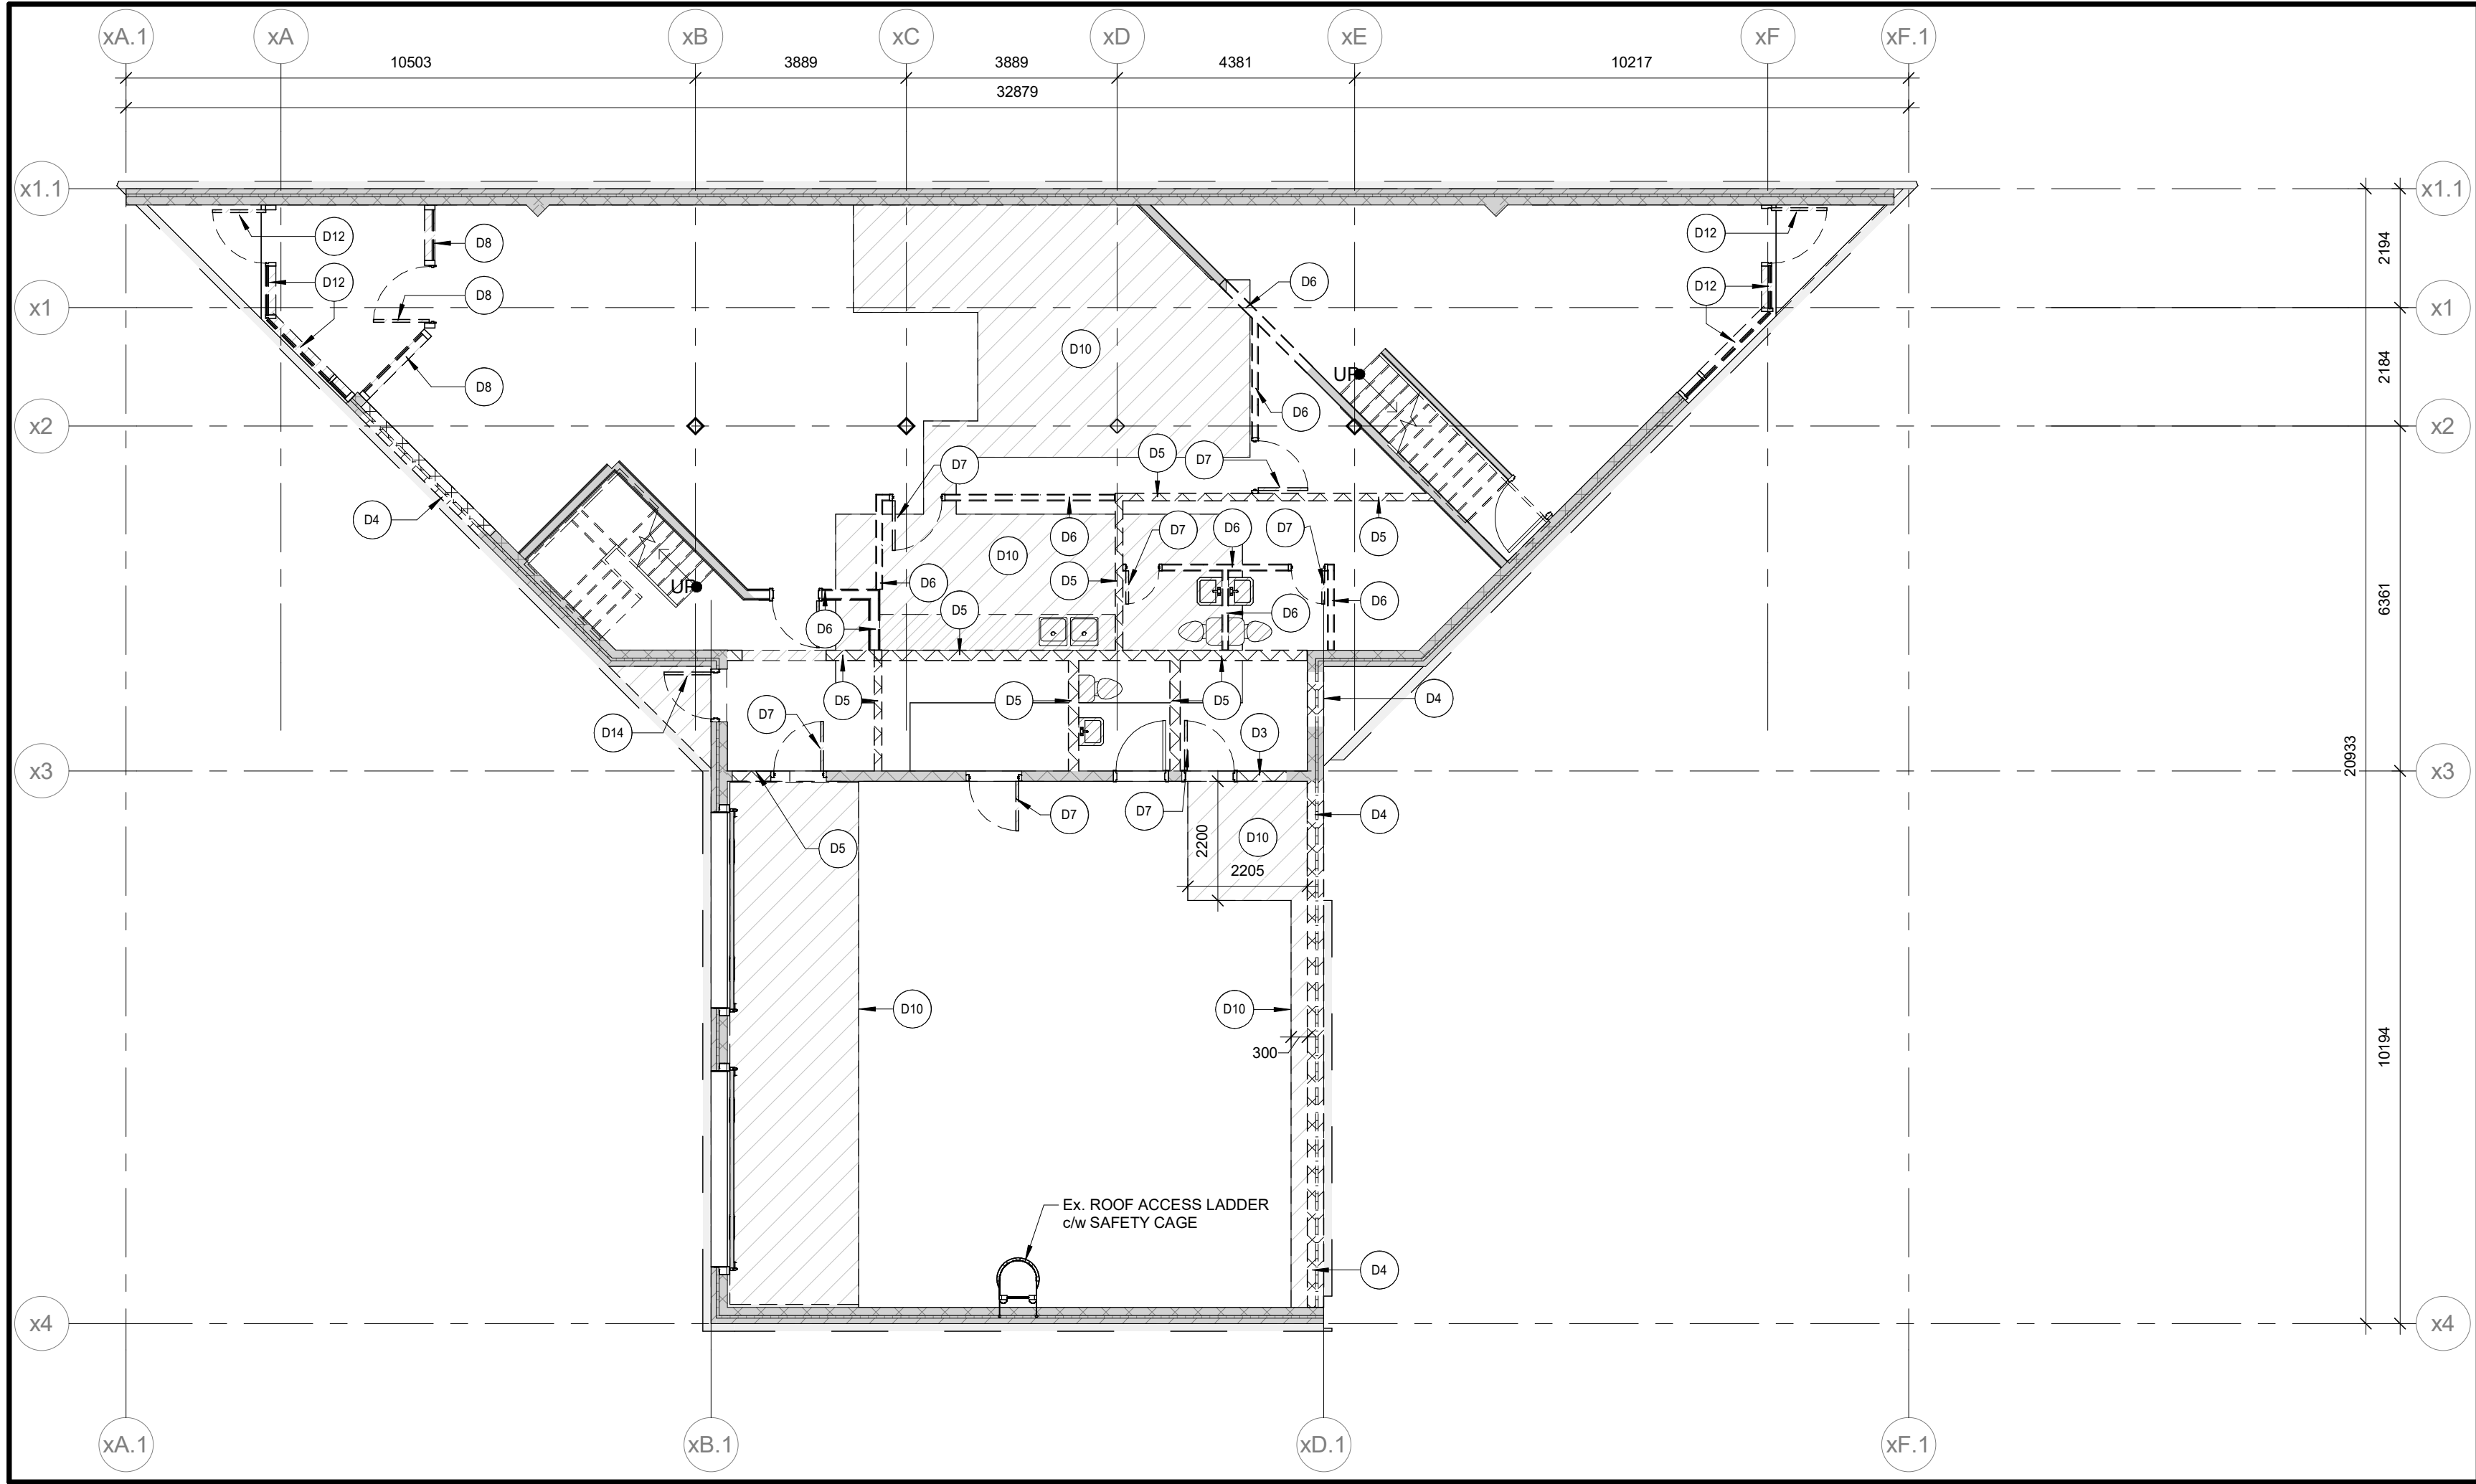 xA.1 xA xB xC xD xE xF xF.1
10503 3889 3889 4381 10217
32879
x1.1 x1.1
D12 D8 D12
2194
D12 D8 D6 D12
x1 x1
D10
UP
2184
D8 D6
x2 x2
D7 D5 D7
D4 D7 D6 D7 D5
D6
D10
D5
UP D6 D6 D6
D5
D6
6361
D5 D5 D5 D4
D7
D14 D3
20933
x3 x3
D7 D7 D4
2200
D10
D5
2205
D10 D10
300
10194
Ex. ROOF ACCESS LADDER
c/w SAFETY CAGE
D4
x4 x4
xA.1 xB.1 xD.1 xF.1